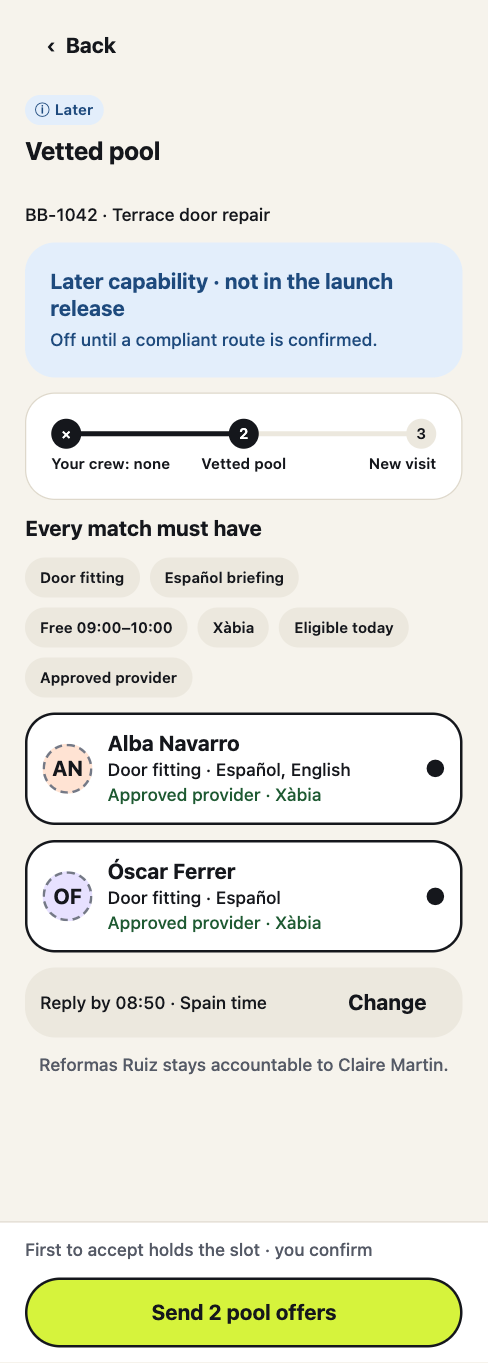 ‹ Back
ⓘ Later
Vetted pool
BB-1042 · Terrace door repair
Later capability · not in the launch
release
Off until a compliant route is confirmed.
× 2 3
Your crew: none Vetted pool New visit
Every match must have
Door fitting Español briefing
Free 09:00–10:00 Xàbia Eligible today
Approved provider
AN
Alba Navarro
Door fitting · Español, English
Approved provider · Xàbia
OF
Óscar Ferrer
Door fitting · Español
Approved provider · Xàbia
Reply by 08:50 · Spain time Change
Reformas Ruiz stays accountable to Claire Martin.
First to accept holds the slot · you confirm
Send 2 pool offers